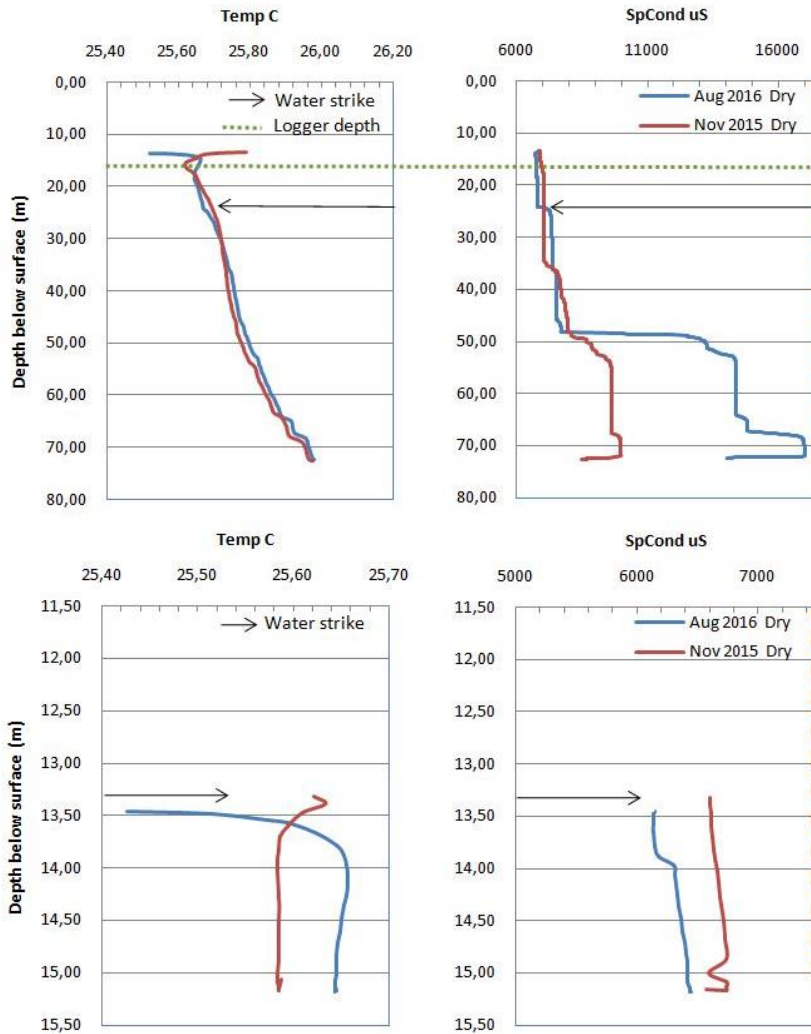 Temp C
25,40 25,60 25,80 26,00 26,20
0,00
10,00
20,00
30,00
40,00
50,00
60,00
70,00
80,00
Depth below surface (m)
Water strike
Logger depth
SpCond uS
6000 11000 16000
0,00
10,00
20,00
30,00
40,00
50,00
60,00
70,00
80,00
Aug 2016 Dry
Nov 2015 Dry
Temp C
25,40 25,50 25,60 25,70
11,50
12,00
12,50
13,00
13,50
14,00
14,50
15,00
15,50
Depth below surface (m)
Water strike
SpCond uS
5000 6000 7000
11,50
12,00
12,50
13,00
13,50
14,00
14,50
15,00
15,50
Aug 2016 Dry
Nov 2015 Dry